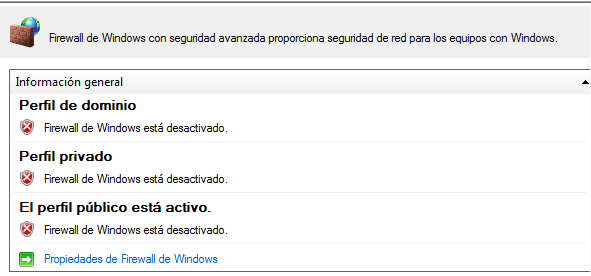 Firewall de Windows con seguridad avanzada proporciona seguridad de red para los equipos con Windows.
Información general
Perfil de dominio
Firewall de Windows está desactivado.
Perfil privado
Firewall de Windows está desactivado.
El perfil público está activo.
Firewall de Windows está desactivado.
Propiedades de Firewall de Windows